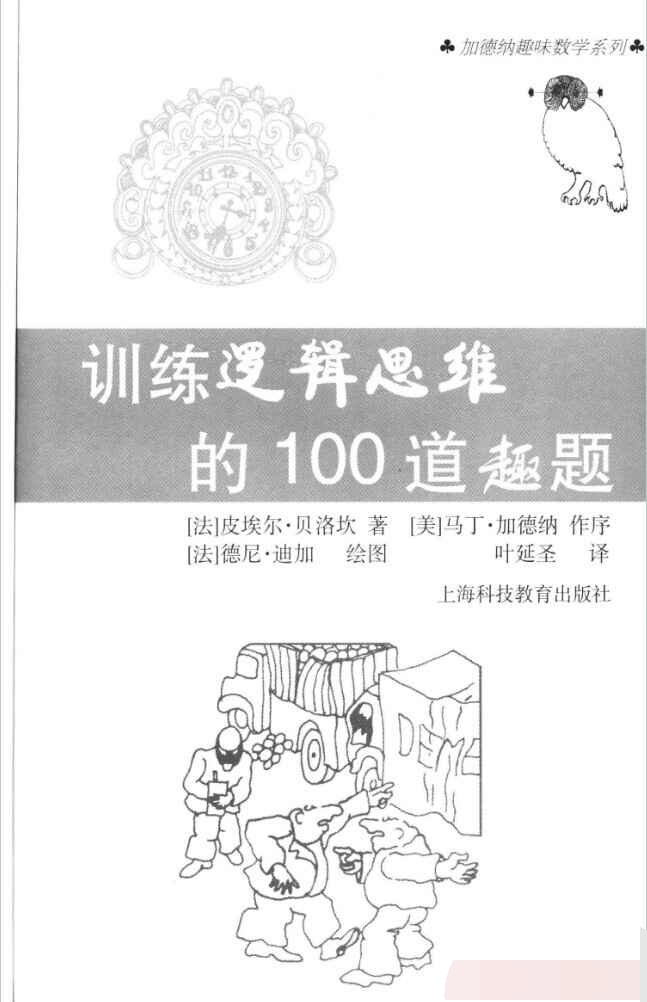 ♣ 加德纳趣味数学系列 ♣
训练逻辑思维
的100道趣题
[法]皮埃尔·贝洛坎 著 [美]马丁·加德纳 作序
[法]德尼·迪加 绘图 叶延圣 译
上海科技教育出版社